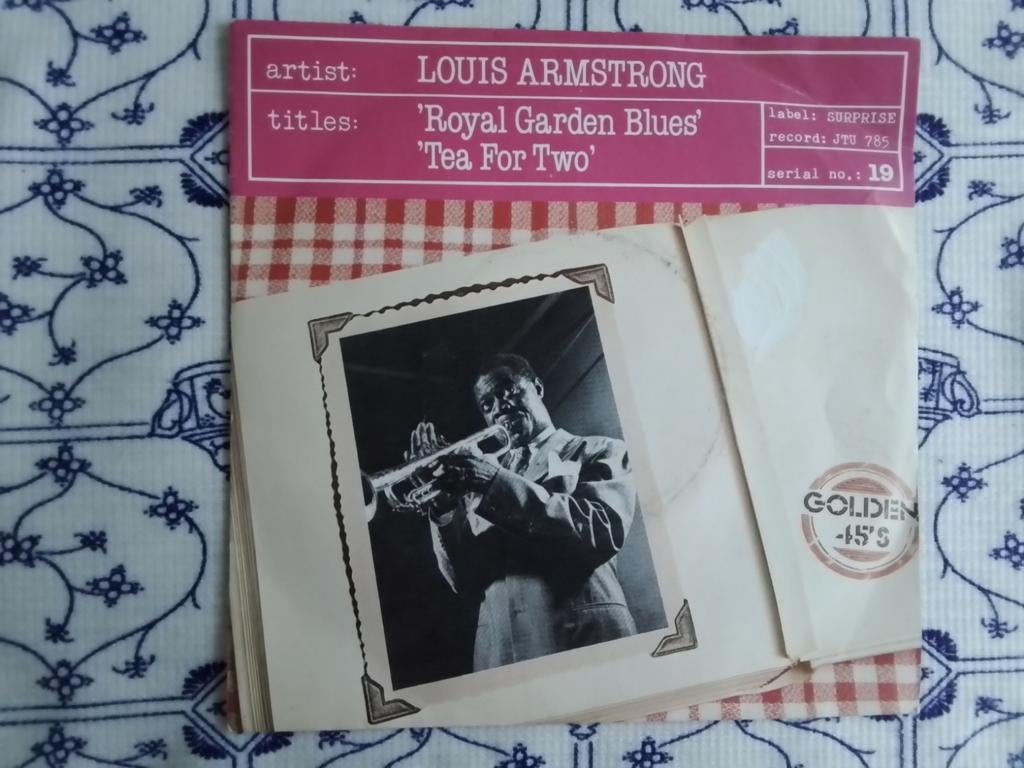 artist: LOUIS ARMSTRONG
titles: 'Royal Garden Blues'
'Tea For Two'
label: SURPRISE
record: JTU 785
serial no.: 19
GOLDEN
45's